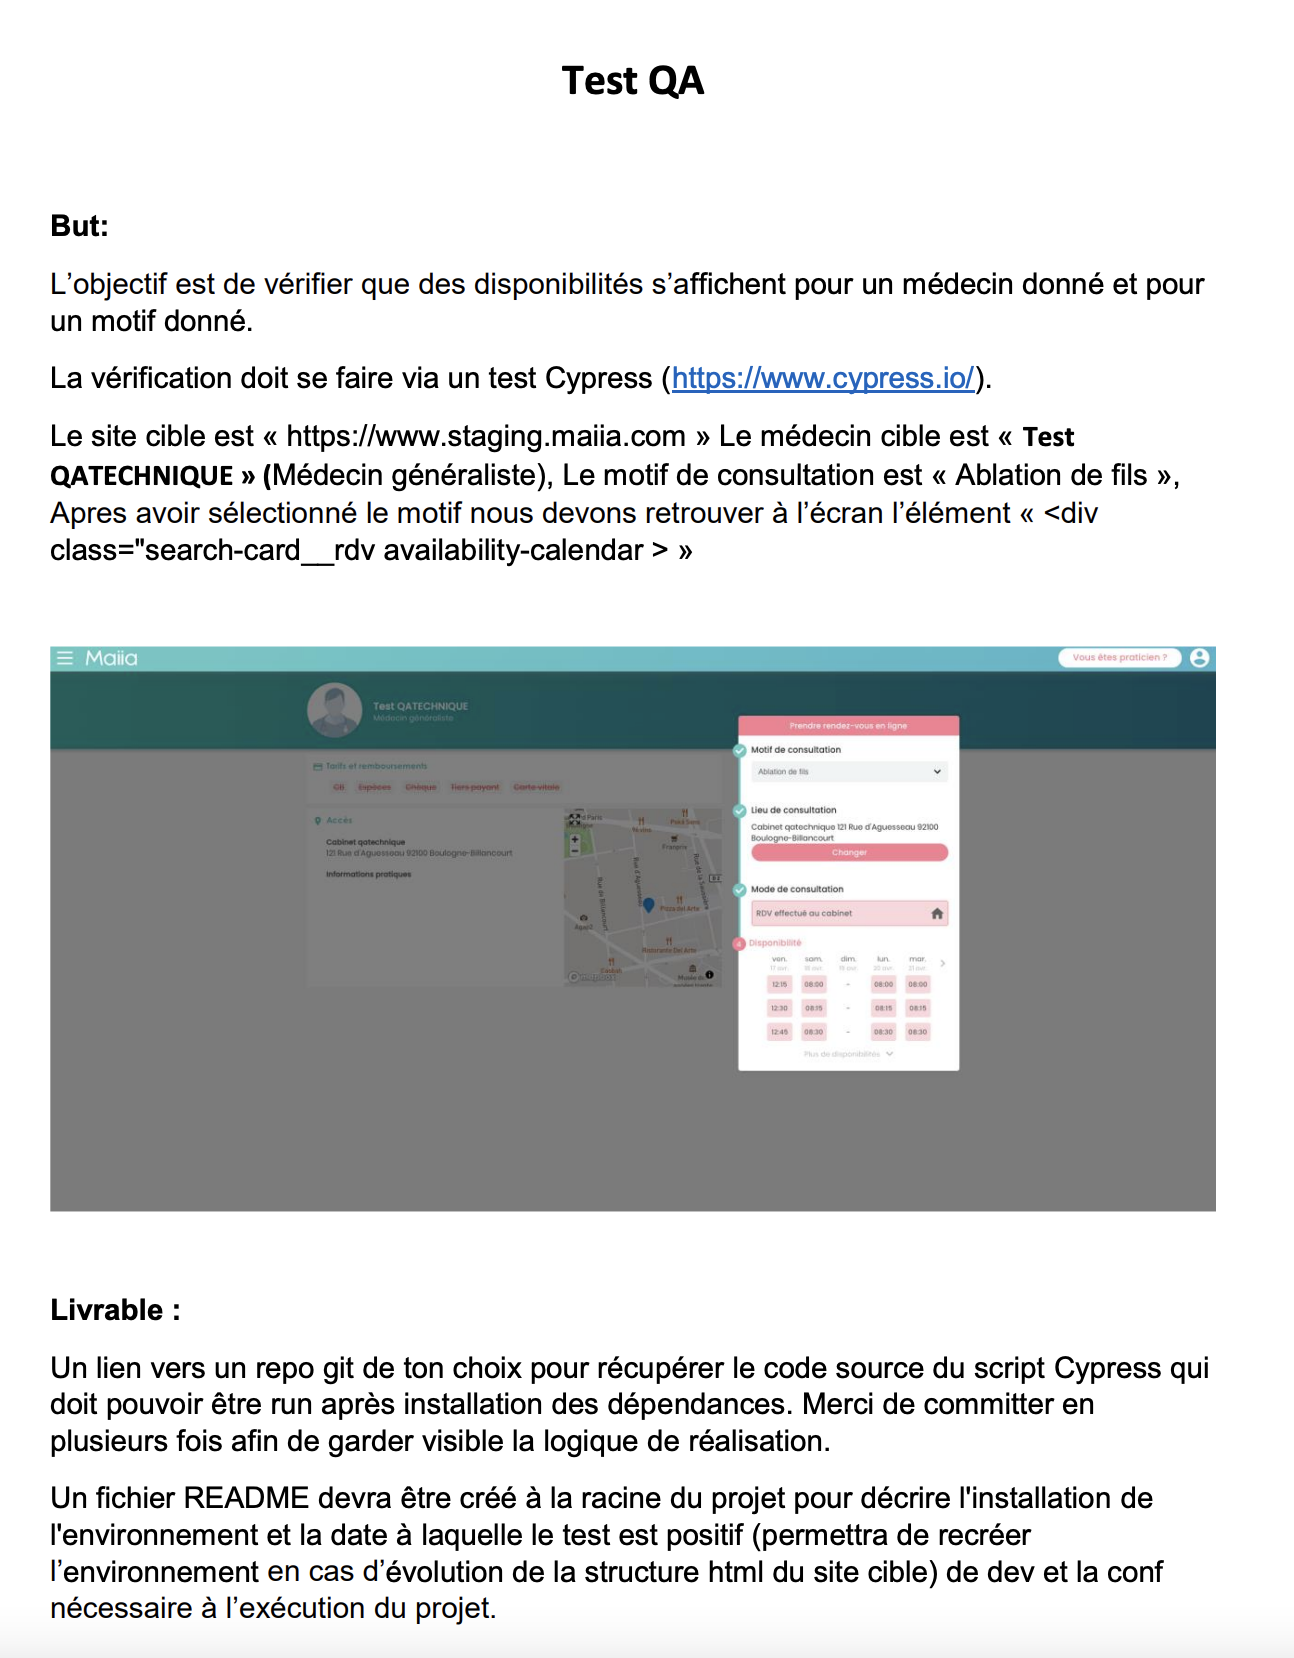 Test QA
But:
L’objectif est de vérifier que des disponibilités s’affichent pour un médecin donné et pour
un motif donné.
La vérification doit se faire via un test Cypress (https://www.cypress.io/).
Le site cible est « https://www.staging.maiia.com » Le médecin cible est « Test
QATECHNIQUE » (Médecin généraliste), Le motif de consultation est « Ablation de fils »,
Apres avoir sélectionné le motif nous devons retrouver à l’écran l’élément « <div
class="search-card__rdv availability-calendar > »
Maiia
Vous êtes praticien ?
Test QATECHNIQUE
Médecin généraliste
Tarifs et remboursements
CB Espèces Chèque Tiers payant Carte vitale
Accès
Cabinet qatechnique
121 Rue d'Aguesseau 92100 Boulogne-Billancourt
Informations pratiques
Prendre rendez-vous en ligne
Motif de consultation
Ablation de fils
Lieu de consultation
Cabinet qatechnique 121 Rue d'Aguesseau 92100
Boulogne-Billancourt
Changer
Mode de consultation
RDV effectué au cabinet
4 Disponibilité
ven. sam. dim. lun. mar.
12:15 08:00 - 08:00 08:00
12:30 08:15 - 08:15 08:15
12:45 08:30 - 08:30 08:30
Plus de disponibilités
Livrable :
Un lien vers un repo git de ton choix pour récupérer le code source du script Cypress qui
doit pouvoir être run après installation des dépendances. Merci de committer en
plusieurs fois afin de garder visible la logique de réalisation.
Un fichier README devra être créé à la racine du projet pour décrire l'installation de
l'environnement et la date à laquelle le test est positif (permettra de recréer
l’environnement en cas d’évolution de la structure html du site cible) de dev et la conf
nécessaire à l’exécution du projet.